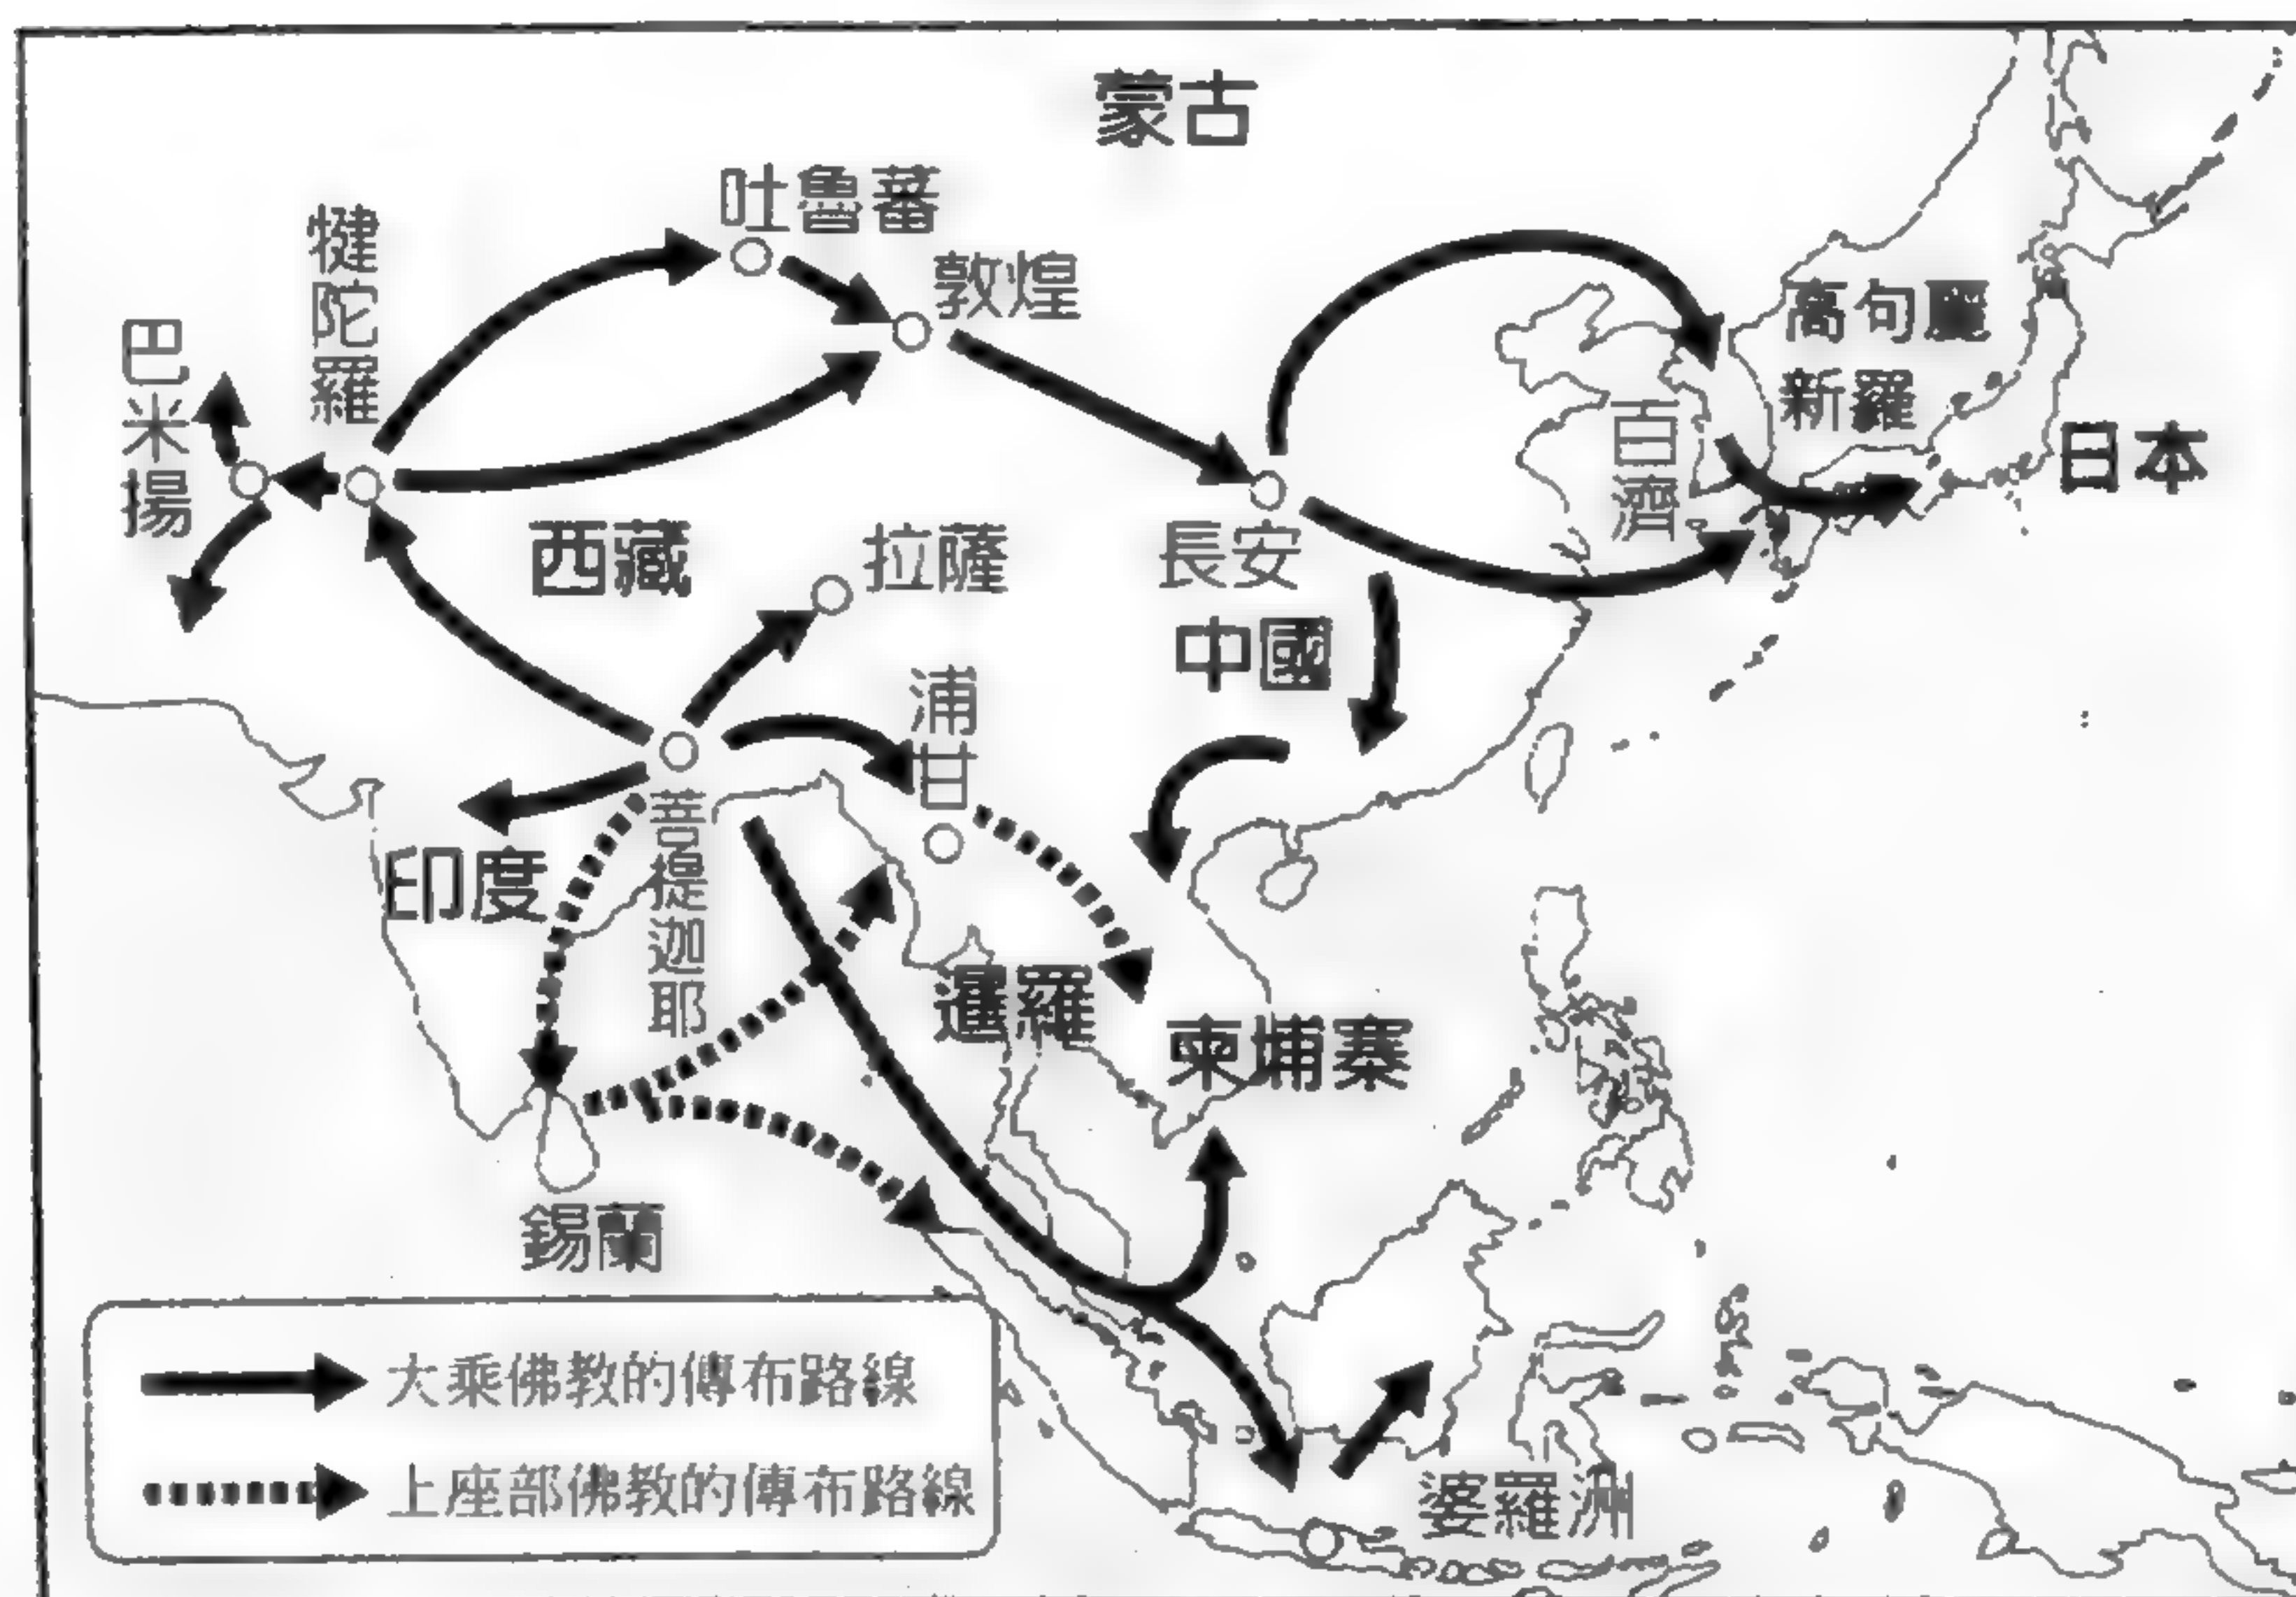 蒙古
吐魯蕃
敦煌
犍陀羅
巴米揚
高句麗
新羅
百濟
日本
西藏
拉薩
長安
中國
浦甘
菩提迦耶
印度
暹羅
柬埔寨
錫蘭
婆羅洲
大乘佛教的傳布路線
上座部佛教的傳布路線